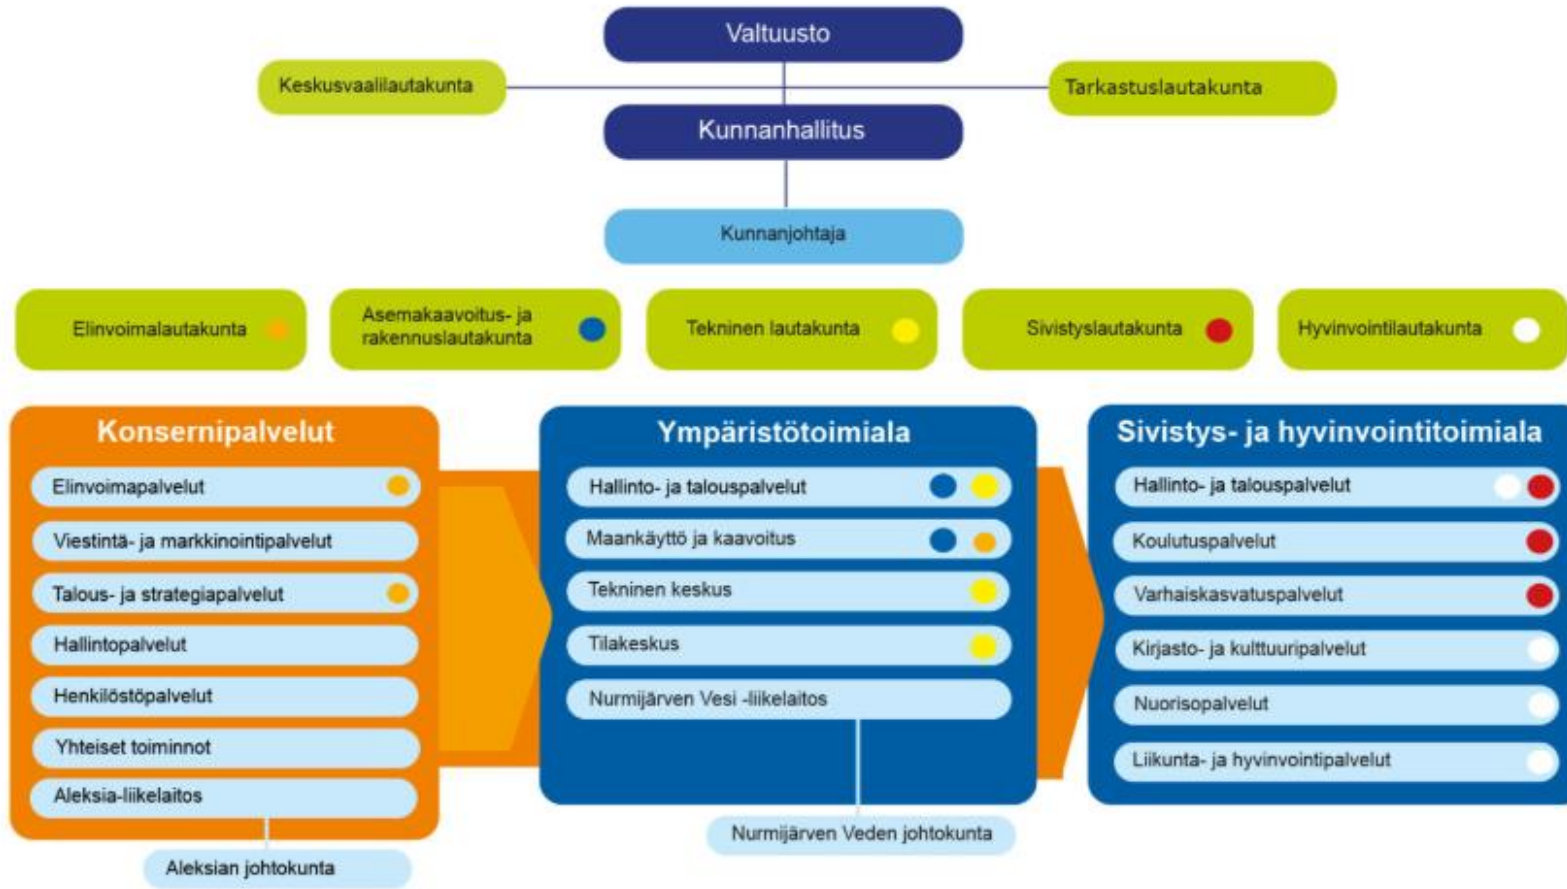 Valtuusto
Keskusvaalilautakunta
Tarkastuslautakunta
Kunnanhallitus
Kunnanjohtaja
Elinvoimalautakunta
Asemakaavoitus- ja
rakennuslautakunta
Tekninen lautakunta
Sivistyslautakunta
Hyvinvointilautakunta
Konsernipalvelut
Elinvoimapalvelut
Viestintä- ja markkinointipalvelut
Talous- ja strategiapalvelut
Hallintopalvelut
Henkilöstöpalvelut
Yhteiset toiminnot
Aleksia-liikelaitos
Aleksian johtokunta
Ympäristötoimiala
Hallinto- ja talouspalvelut
Maankäyttö ja kaavoitus
Tekninen keskus
Tilakeskus
Nurmijärven Vesi -liikelaitos
Nurmijärven Veden johtokunta
Sivistys- ja hyvinvointitoimiala
Hallinto- ja talouspalvelut
Koulutuspalvelut
Varhaiskasvatuspalvelut
Kirjasto- ja kulttuuripalvelut
Nuorisopalvelut
Liikunta- ja hyvinvointipalvelut